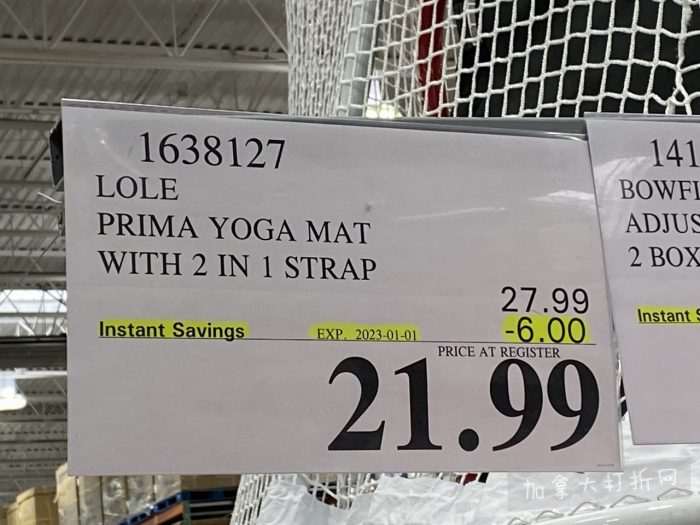 1638127
LOLE
PRIMA YOGA MAT
WITH 2 IN 1 STRAP
27.99
Instant Savings EXP. 2023-01-01 -6.00
PRICE AT REGISTER
21.99
141
BOWFL
ADJUS
2 BOX
Instant S
加拿大打折网